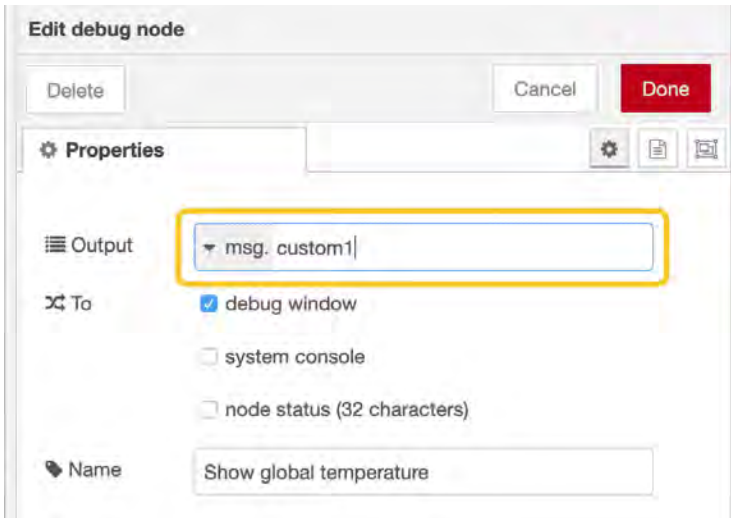 Edit debug node
Delete
Cancel
Done
Properties
Output
msg. custom1
To
debug window
system console
node status (32 characters)
Name
Show global temperature